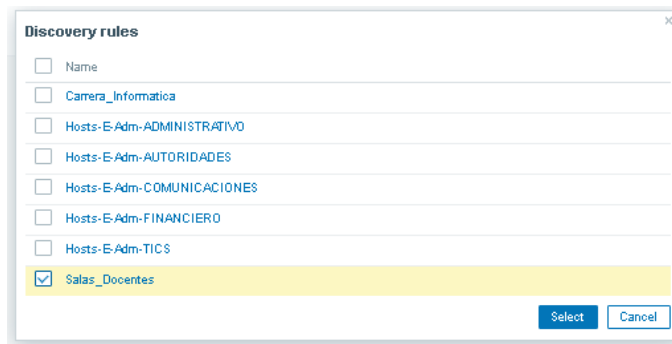 Discovery rules
Name
Carrera_Informatica
Hosts-E-Adm-ADMINISTRATIVO
Hosts-E-Adm-AUTORIDADES
Hosts-E-Adm-COMUNICACIONES
Hosts-E-Adm-FINANCIERO
Hosts-E-Adm-TICS
Salas_Docentes
Select Cancel